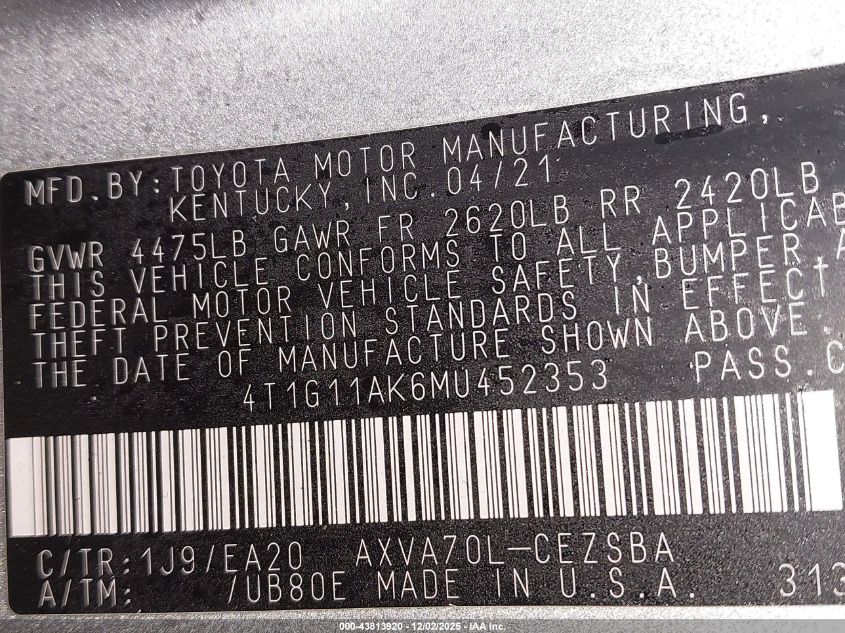 MFD.BY:TOYOTA MOTOR MANUFACTURING,
KENTUCKY,INC.04/21
GVWR 4475LB GAWR FR 2620LB RR 2420LB
THIS VEHICLE CONFORMS TO ALL APPLICAB
FEDERAL MOTOR VEHICLE SAFETY,BUMPER,A
THEFT PREVENTION STANDARDS IN EFFECT
THE DATE OF MANUFACTURE SHOWN ABOVE.
4T1G11AK6MU452353 PASS.C
C/TR:1J9/EA20 AXVA70L-CEZSBA
A/TM: /UB80E MADE IN U.S.A. 313
000-43813920 - 12/02/2025 - IAA Inc.